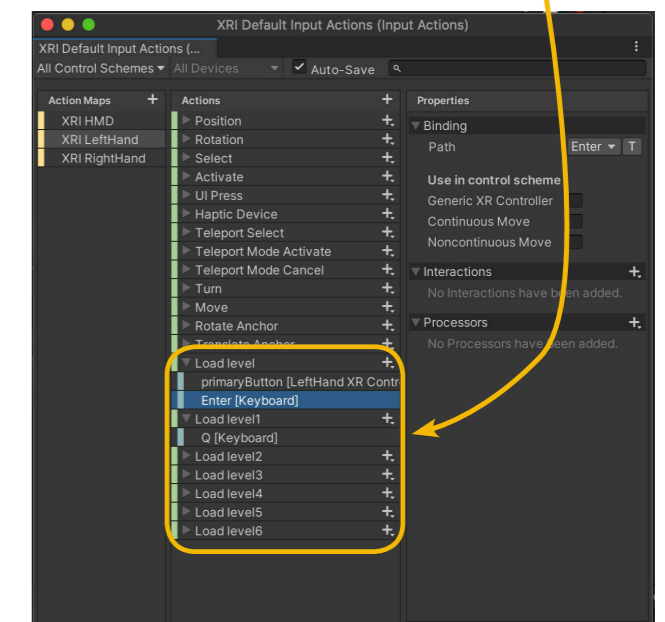 XRI Default Input Actions (Input Actions)
XRI Default Input Actions (...
All Control Schemes All Devices Auto-Save
Action Maps + Actions + Properties
XRI HMD
XRI LeftHand
XRI RightHand
Position
Rotation
Select
Activate
UI Press
Haptic Device
Teleport Select
Teleport Mode Activate
Teleport Mode Cancel
Turn
Move
Rotate Anchor
Translate Anchor
Load level
primaryButton [LeftHand XR Contr
Enter [Keyboard]
Load level1
Q [Keyboard]
Load level2
Load level3
Load level4
Load level5
Load level6
Binding
Path Enter T
Use in control scheme
Generic XR Controller
Continuous Move
Noncontinuous Move
Interactions
No Interactions have been added.
Processors
No Processors have been added.